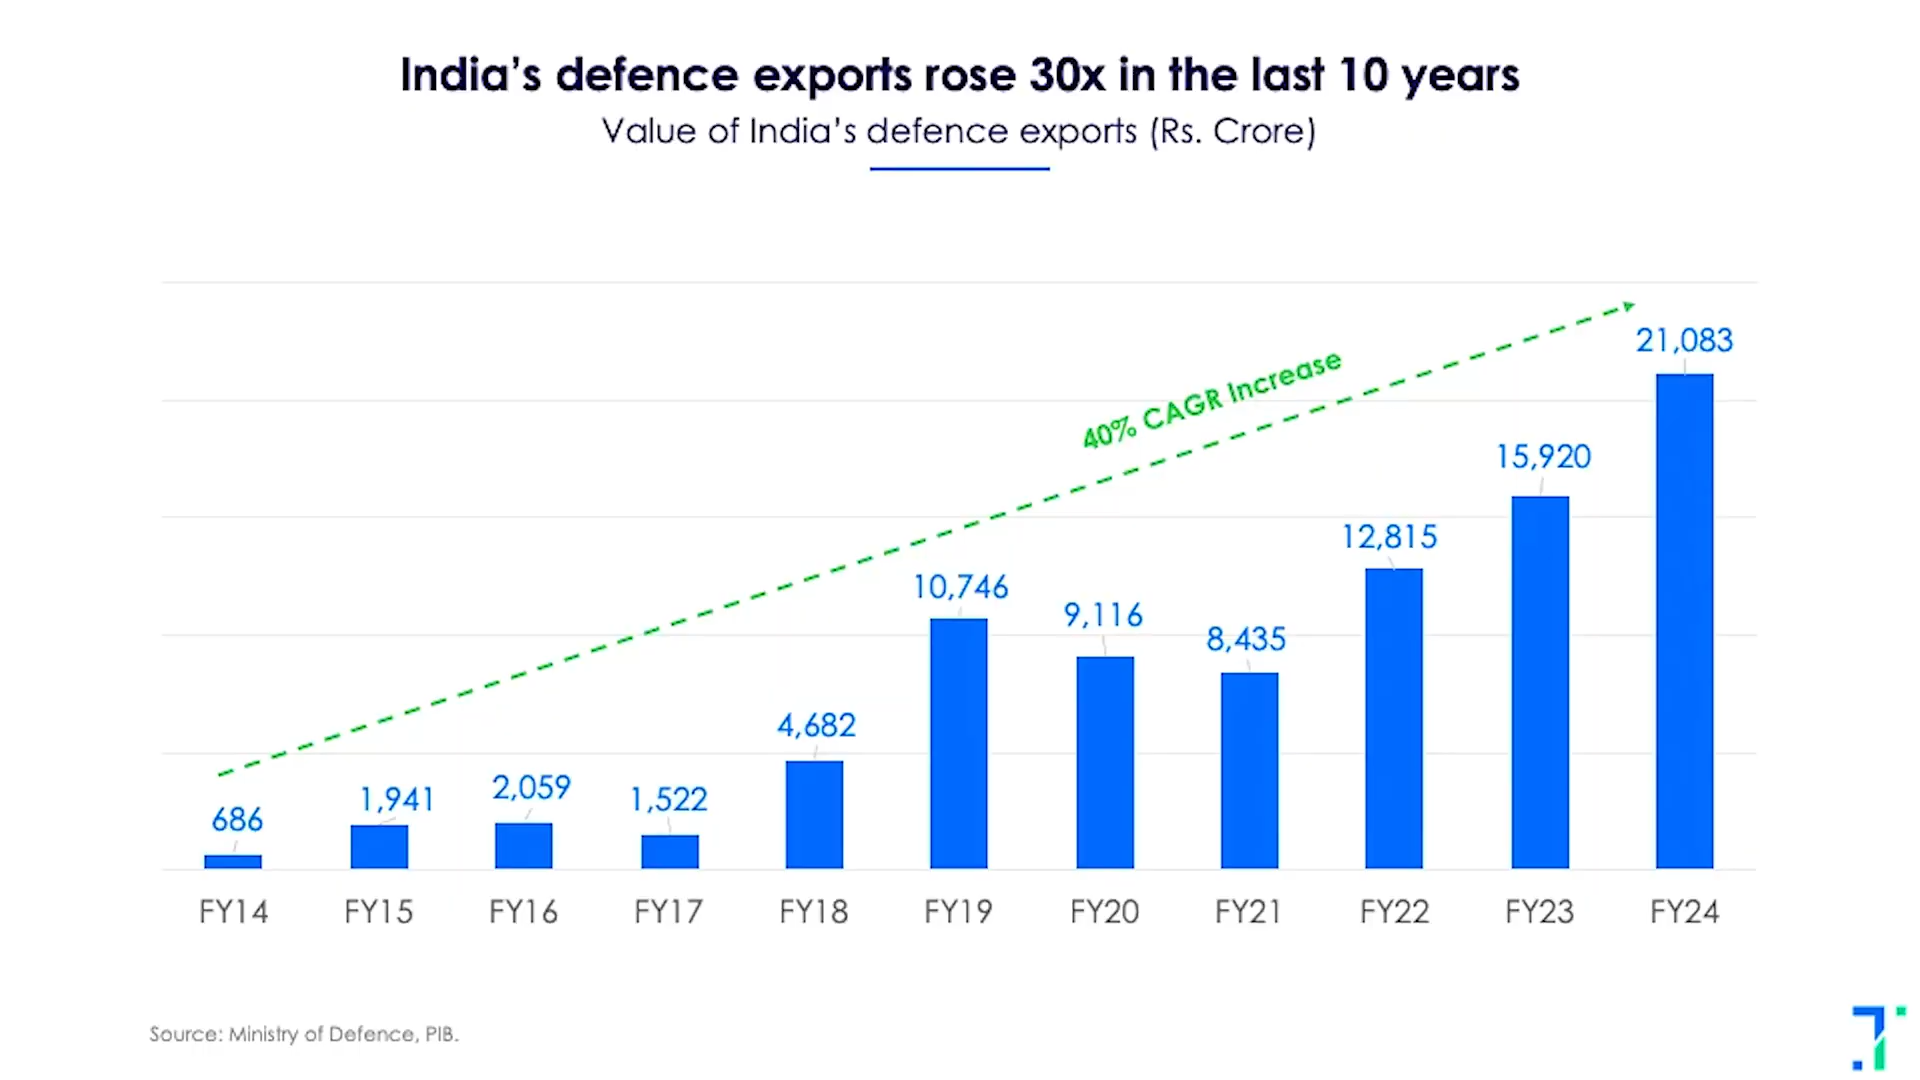 India’s defence exports rose 30x in the last 10 years
Value of India’s defence exports (Rs. Crore)
40% CAGR Increase
686
1,941
2,059
1,522
4,682
10,746
9,116
8,435
12,815
15,920
21,083
FY14
FY15
FY16
FY17
FY18
FY19
FY20
FY21
FY22
FY23
FY24
Source: Ministry of Defence, PIB.